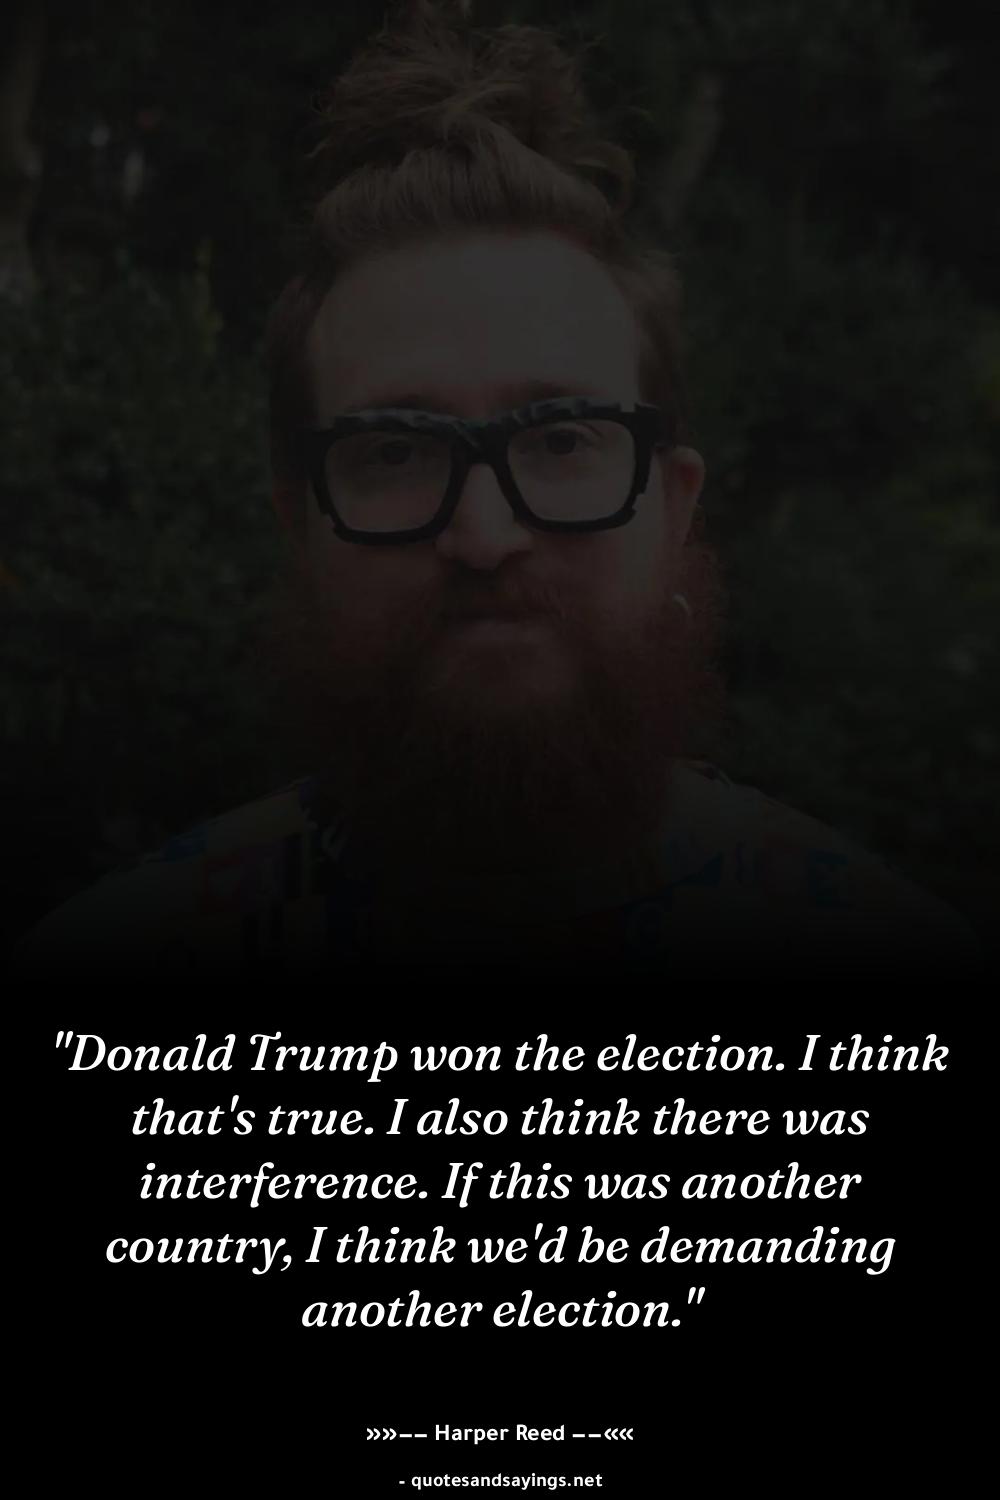 "Donald Trump won the election. I think
that's true. I also think there was
interference. If this was another
country, I think we'd be demanding
another election."
»»−− Harper Reed −−««
- quotesandsayings.net